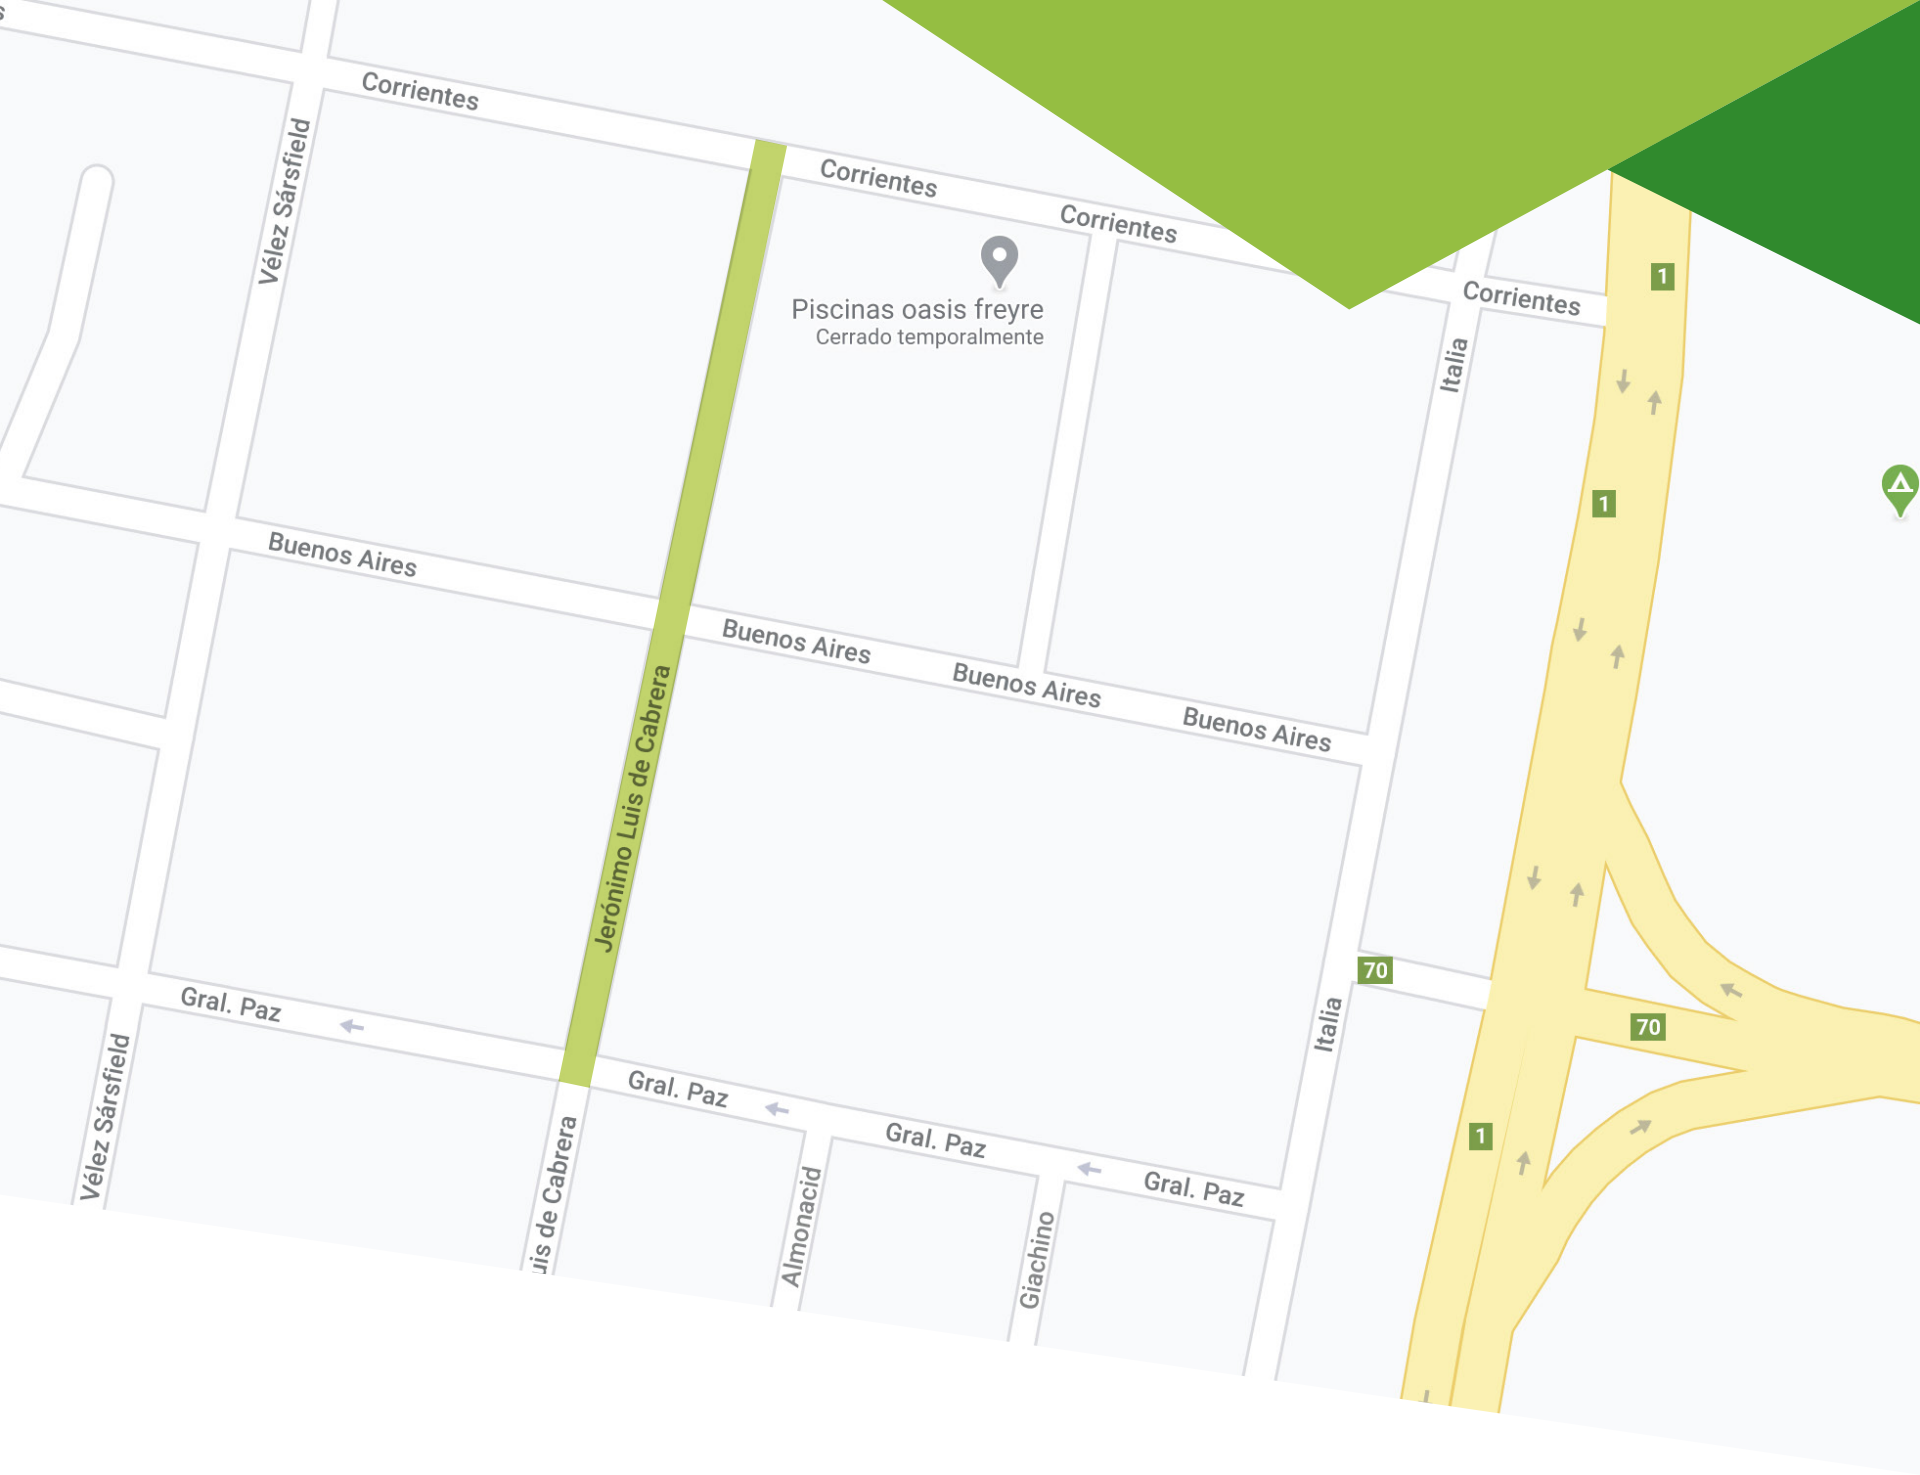 Corrientes
Vélez Sársfield
Corrientes
Corrientes
Piscinas oasis freyre
Cerrado temporalmente
1
Corrientes
Italia
1
Buenos Aires
Buenos Aires
Buenos Aires
Buenos Aires
Jerónimo Luis de Cabrera
70
Gral. Paz
Italia
70
Vélez Sársfield
Gral. Paz
Gral. Paz
1
Gral. Paz
uis de Cabrera
Almonacid
Giachino